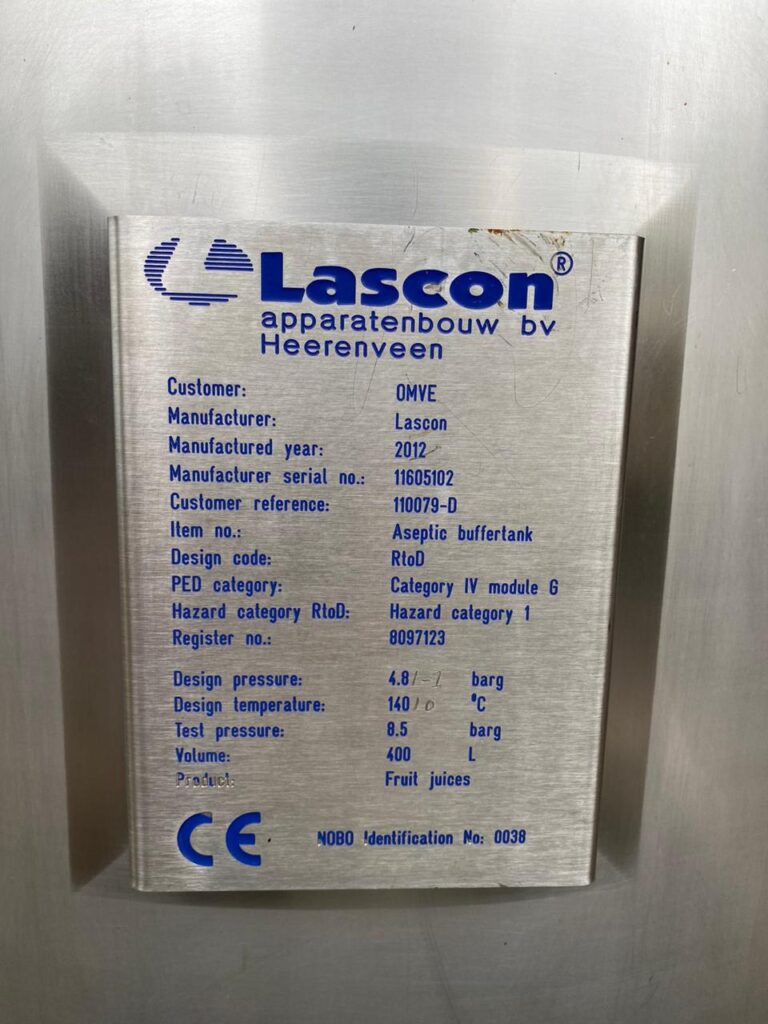 Lascon®
apparatenbouw bv
Heerenveen
Customer: OMVE
Manufacturer: Lascon
Manufactured year: 2012
Manufacturer serial no.: 11605102
Customer reference: 110079-D
Item no.: Aseptic buffertank
Design code: RtoD
PED category: Category IV module G
Hazard category RtoD: Hazard category 1
Register no.: 8097123
Design pressure: 4.8/-1 barg
Design temperature: 140/0 °C
Test pressure: 8.5 barg
Volume: 400 L
Product: Fruit juices
CE NOBO Identification No: 0038